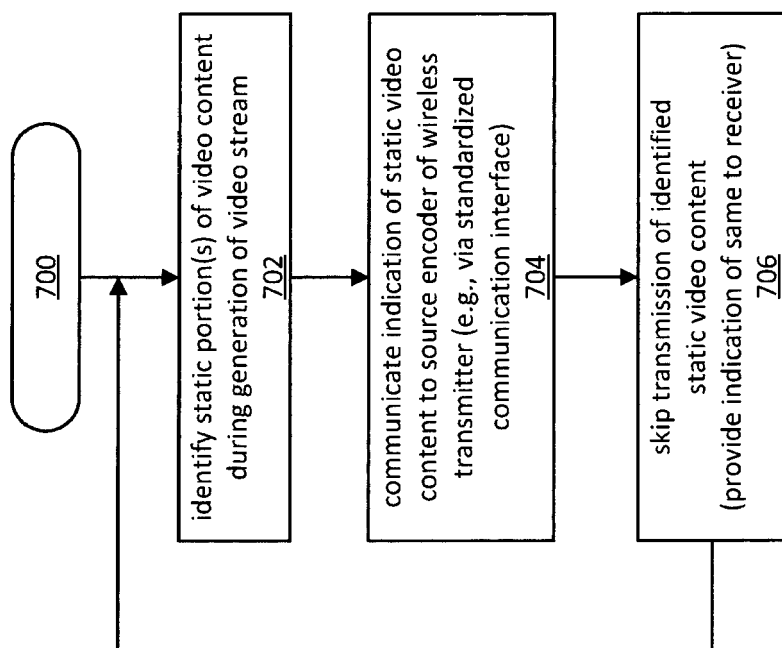 700
identify static portion(s) of video content
during generation of video stream
702
communicate indication of static video
content to source encoder of wireless
transmitter (e.g., via standardized
communication interface)
704
skip transmission of identified
static video content
(provide indication of same to receiver)
706